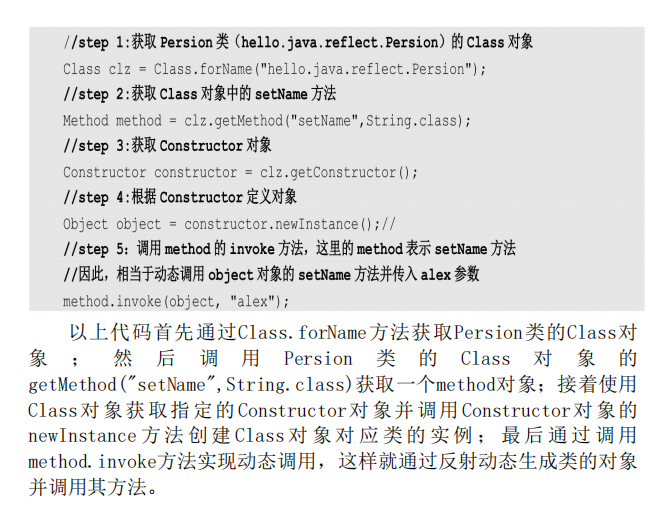 //step 1:获取 Persion 类（hello.java.reflect.Persion）的 Class 对象
Class clz = Class.forName("hello.java.reflect.Persion");
//step 2:获取 Class 对象中的 setName 方法
Method method = clz.getMethod("setName",String.class);
//step 3:获取 Constructor 对象
Constructor constructor = clz.getConstructor();
//step 4:根据 Constructor 定义对象
Object object = constructor.newInstance();//
//step 5: 调用 method 的 invoke 方法，这里的 method 表示 setName 方法
//因此，相当于动态调用 object 对象的 setName 方法并传入 alex 参数
method.invoke(object, "alex");
以上代码首先通过Class.forName方法获取Persion类的Class对
象；然后调用Persion类的Class对象的
getMethod("setName",String.class)获取一个method对象；接着使用
Class对象获取指定的Constructor对象并调用Constructor对象的
newInstance方法创建Class对象对应类的实例；最后通过调用
method.invoke方法实现动态调用，这样就通过反射动态生成类的对象
并调用其方法。